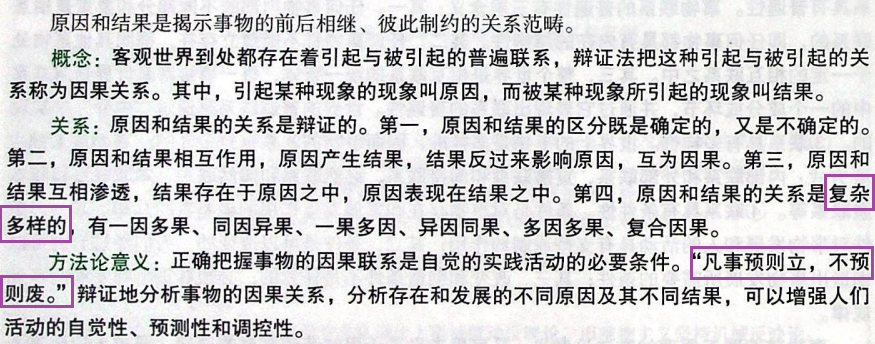 原因和结果是揭示事物的前后相继、彼此制约的关系范畴。
概念：客观世界到处都存在着引起与被引起的普遍联系，辩证法把这种引起与被引起的关
系称为因果关系。其中，引起某种现象的现象叫原因，而被某种现象所引起的现象叫结果。
关系：原因和结果的关系是辩证的。第一，原因和结果的区分既是确定的，又是不确定的。
第二，原因和结果相互作用，原因产生结果，结果反过来影响原因，互为因果。第三，原因和
结果互相渗透，结果存在于原因之中，原因表现在结果之中。第四，原因和结果的关系是复杂
多样的，有一因多果、同因异果、一果多因、异因同果、多因多果、复合因果。
方法论意义：正确把握事物的因果联系是自觉的实践活动的必要条件。“凡事预则立，不预
则废。”辩证地分析事物的因果关系，分析存在和发展的不同原因及其不同结果，可以增强人们
活动的自觉性、预测性和调控性。